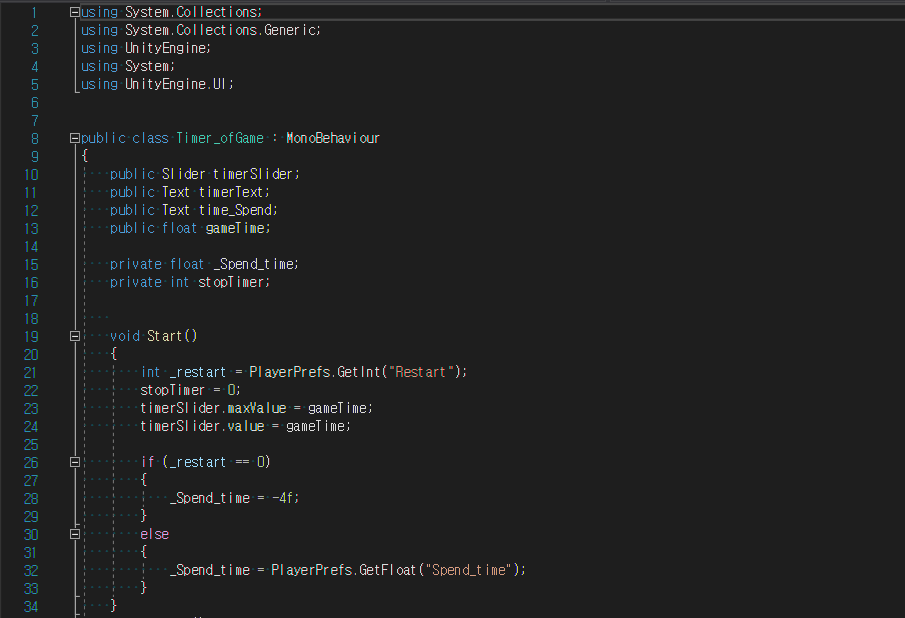 1 using System.Collections;
2 using System.Collections.Generic;
3 using UnityEngine;
4 using System;
5 using UnityEngine.UI;
6
7
8 public class Timer_ofGame : MonoBehaviour
9 {
10 public Slider timerSlider;
11 public Text timerText;
12 public Text time_Spend;
13 public float gameTime;
14
15 private float _Spend_time;
16 private int stopTimer;
17
18
19 void Start()
20 {
21 int _restart = PlayerPrefs.GetInt("Restart");
22 stopTimer = 0;
23 timerSlider.maxValue = gameTime;
24 timerSlider.value = gameTime;
25
26 if (_restart == 0)
27 {
28 _Spend_time = -4f;
29 }
30 else
31 {
32 _Spend_time = PlayerPrefs.GetFloat("Spend_time");
33 }
34 }